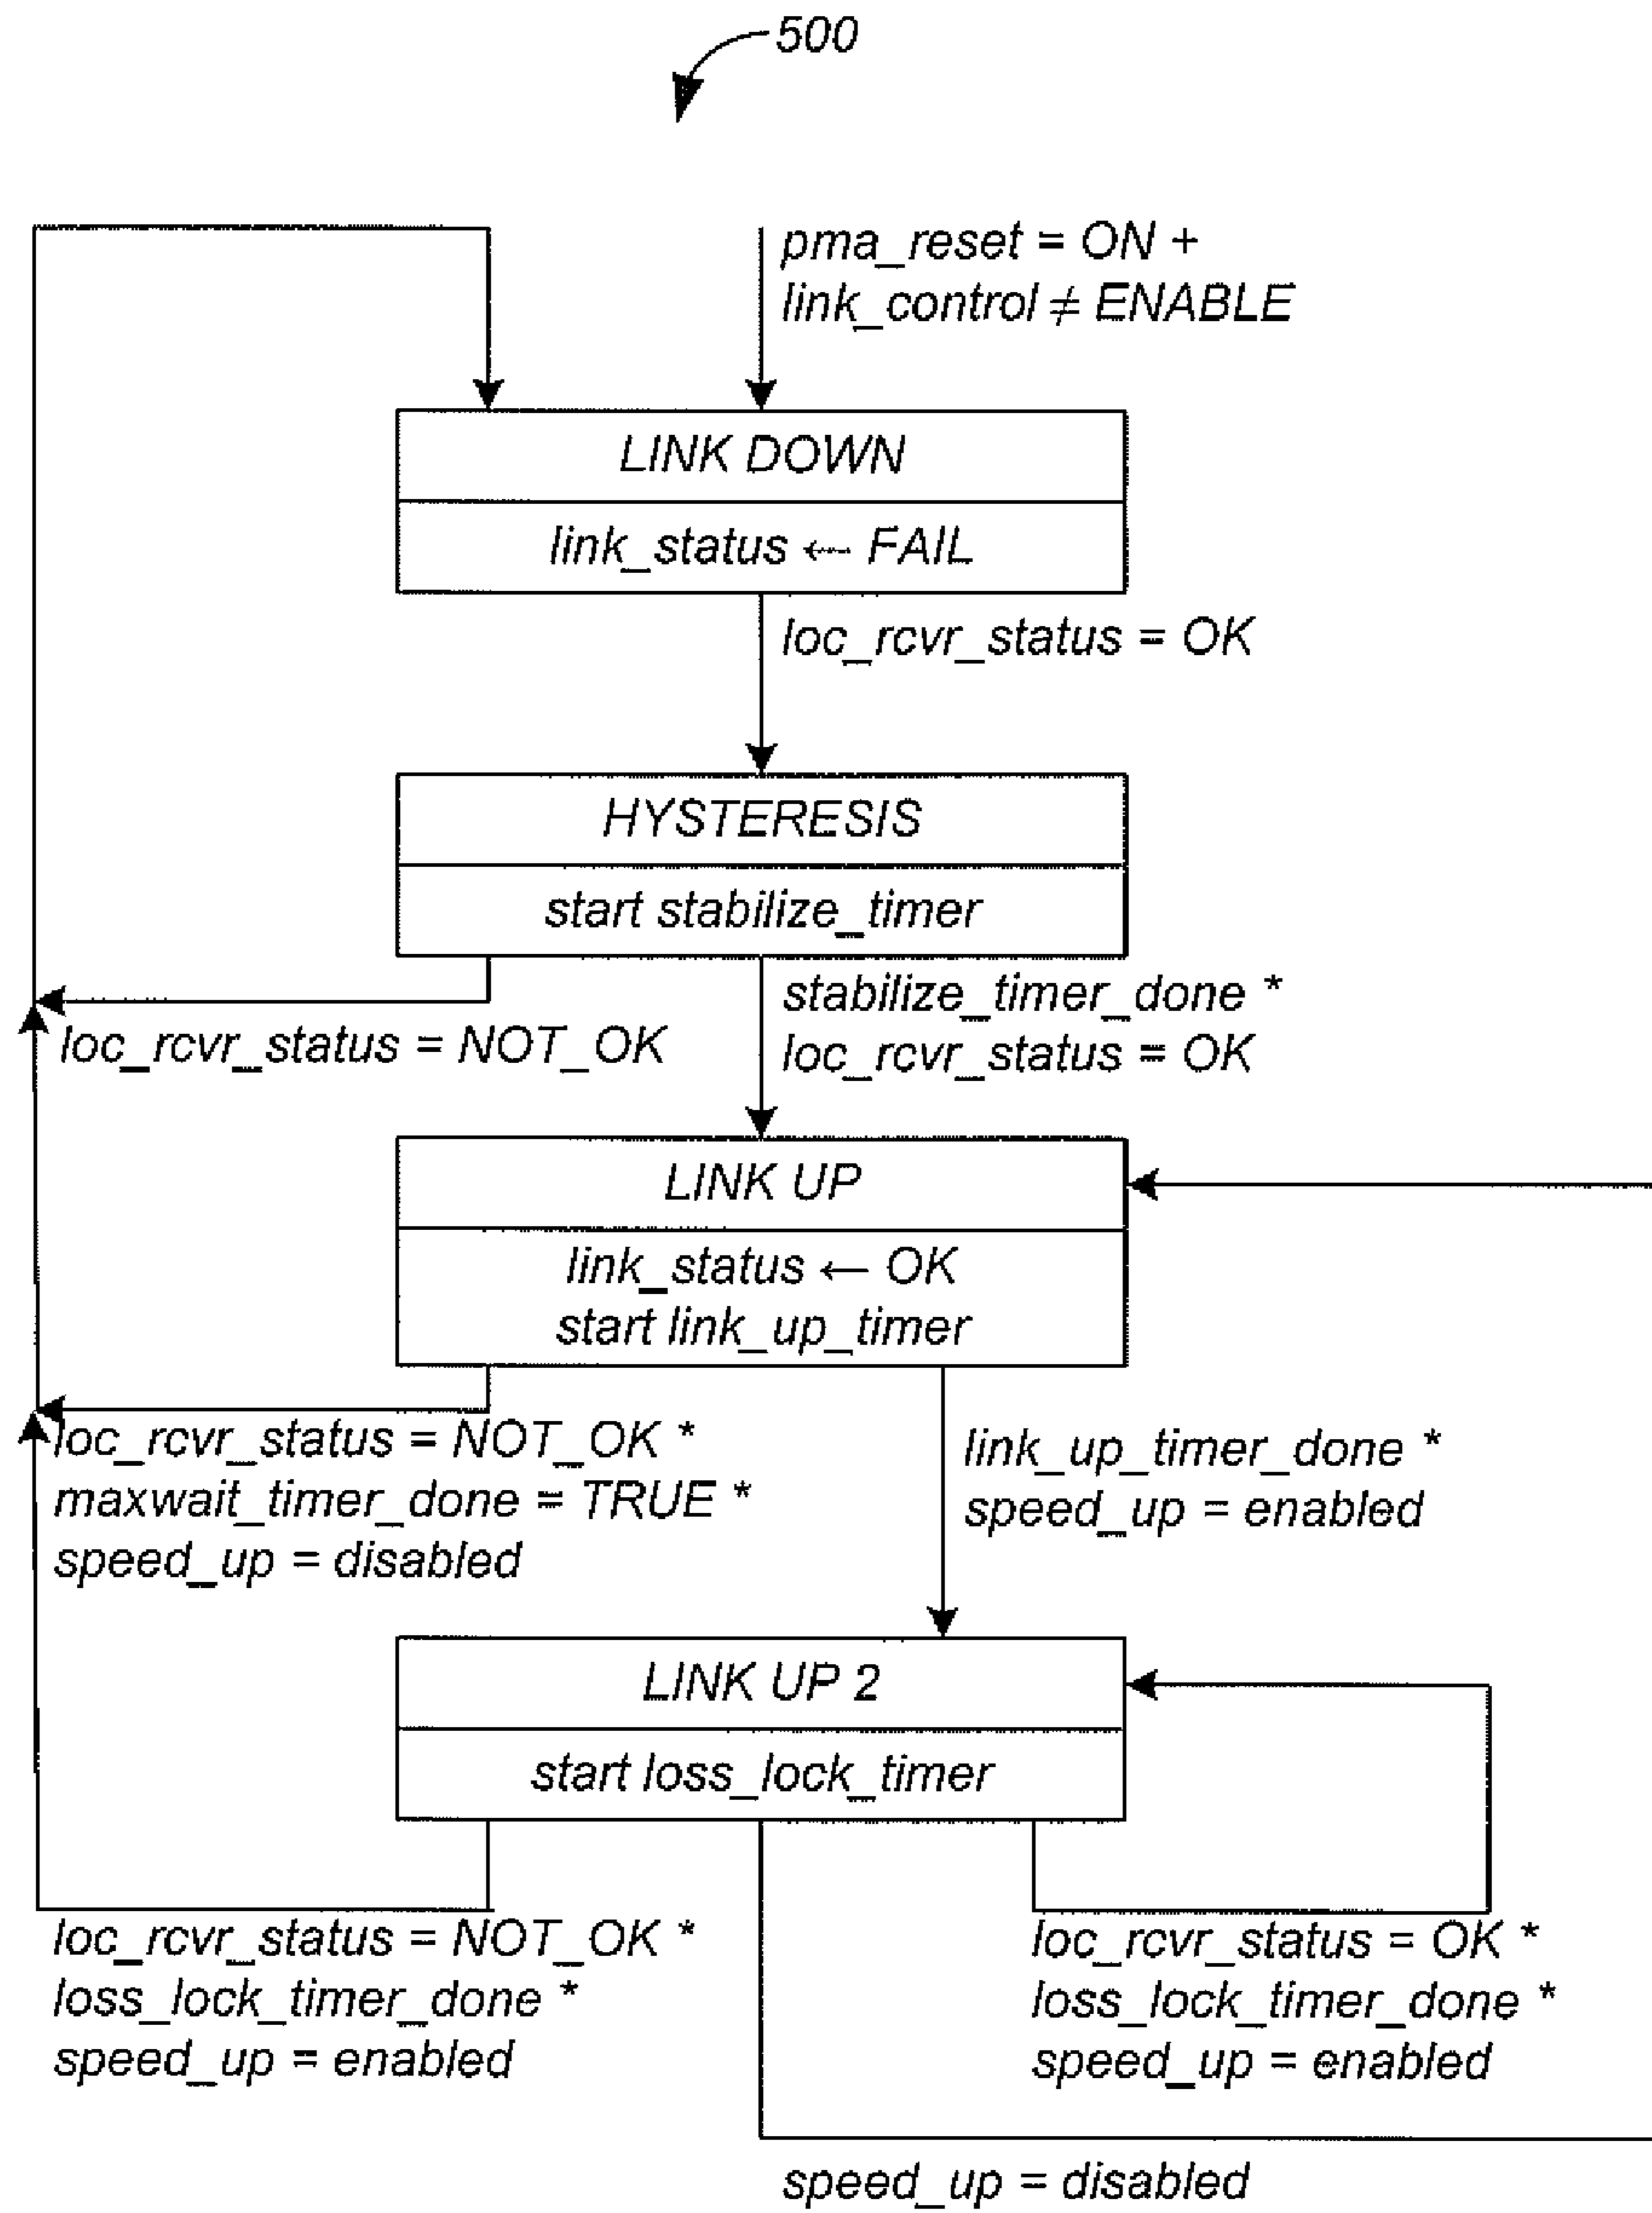 500
pma_reset = ON +
link_control ≠ ENABLE
LINK DOWN
link_status ← FAIL
loc_rcvr_status = OK
HYSTERESIS
start stabilize_timer
stabilize_timer_done *
loc_rcvr_status = OK
loc_rcvr_status = NOT_OK
LINK UP
link_status ← OK
start link_up_timer
loc_rcvr_status = NOT_OK *
maxwait_timer_done = TRUE *
speed_up = disabled
link_up_timer_done *
speed_up = enabled
LINK UP 2
start loss_lock_timer
loc_rcvr_status = NOT_OK *
loss_lock_timer_done *
speed_up = enabled
loc_rcvr_status = OK *
loss_lock_timer_done *
speed_up = enabled
speed_up = disabled